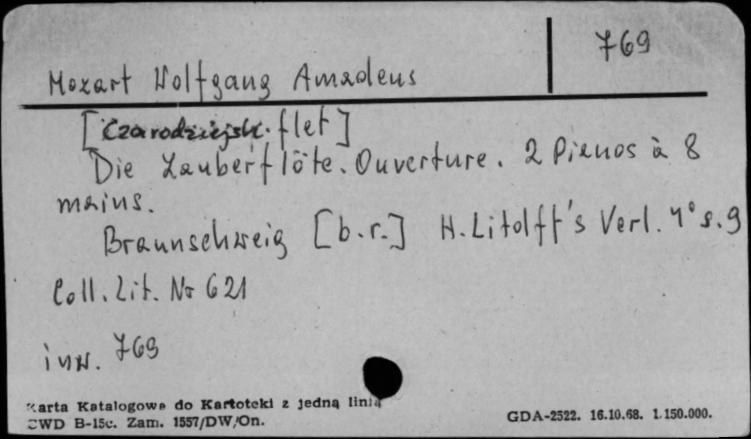 769
Mozart Wolfgang Amadeus
[Czarodziejsk. flet]
Die Zauberflöte. Ouverture. 2 Pianos à 8
mains.
Braunschweig [b.r.] H. Litolff's Verl. 4° s. 9
Coll. Lit. Nr 621
inw. 769
Karta Katalogowa do Kartoteki z jedną linią
CWD B-15c. Zam. 1557/DW/On.
GDA-2522. 16.10.68. 1.150.000.